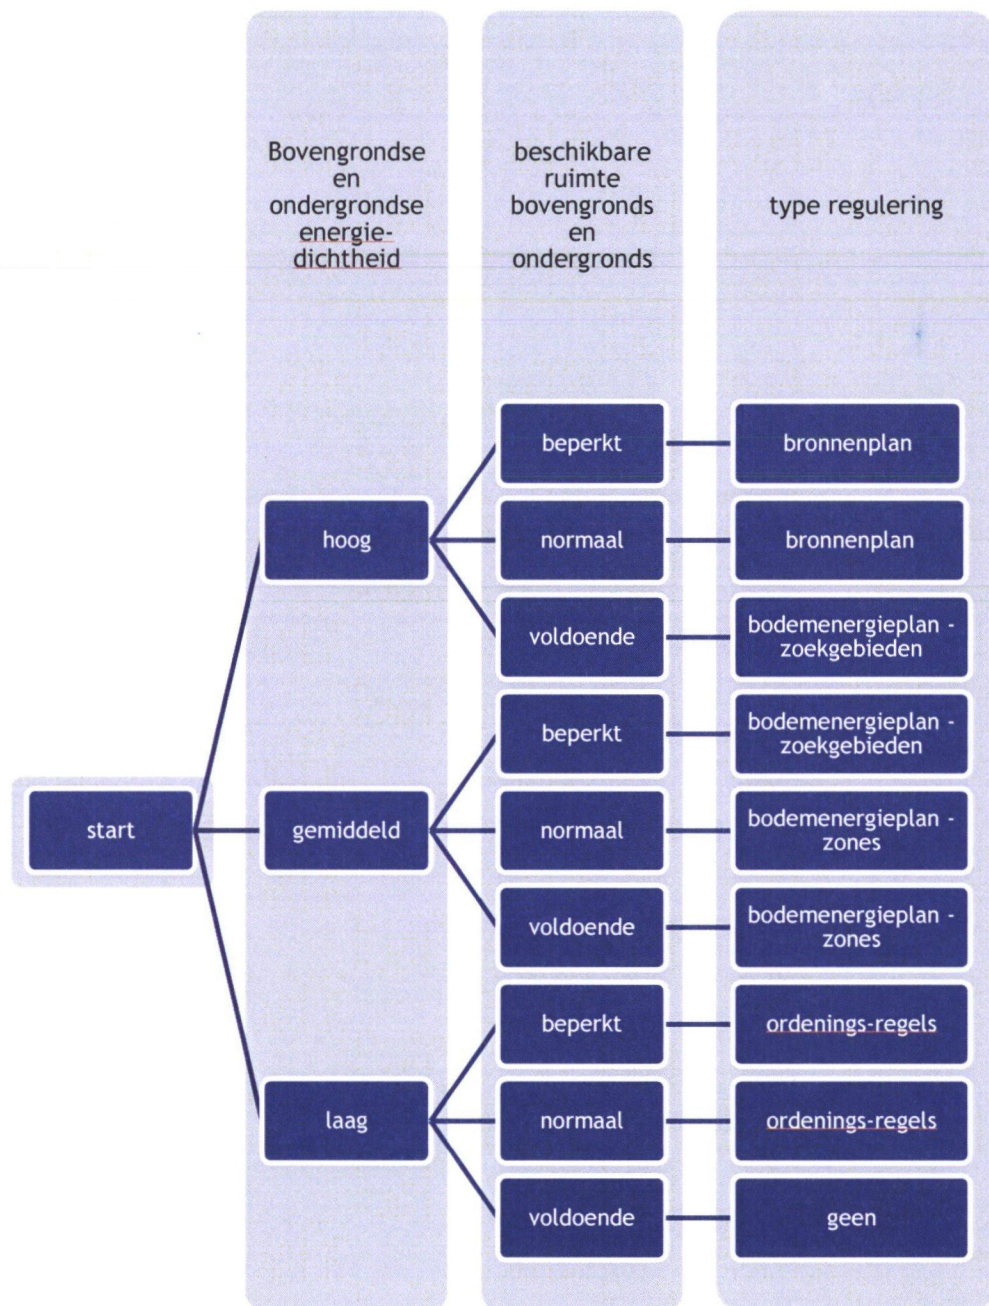 Bovengrondse
en
ondergrondse
energie-
dichtheid
beschikbare
ruimte
bovengronds
en
ondergronds
type regulering
start
hoog
beperkt
bronnenplan
normaal
bronnenplan
voldoende
bodemenergieplan -
zoekgebieden
gemiddeld
beperkt
bodemenergieplan -
zoekgebieden
normaal
bodemenergieplan -
zones
voldoende
bodemenergieplan -
zones
laag
beperkt
ordenings-regels
normaal
ordenings-regels
voldoende
geen